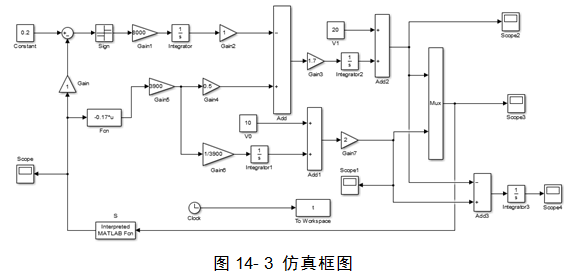 0.2
Constant
Sign
8000
Gain1
1
s
Integrator
1
Gain2
Add
1.7
Gain3
1
s
Integrator2
20
V1
Add2
Scope2
1
Gain
-0.17*u
Fcn
3900
Gain5
0.5
Gain4
10
V0
1/3900
Gain6
1
s
Integrator1
Add1
2
Gain7
Mux
Scope3
Scope
Scope1
S
Interpreted
MATLAB Fcn
Clock
1
To Workspace
Add3
1
s
Integrator3
Scope4
图 14- 3 仿真框图